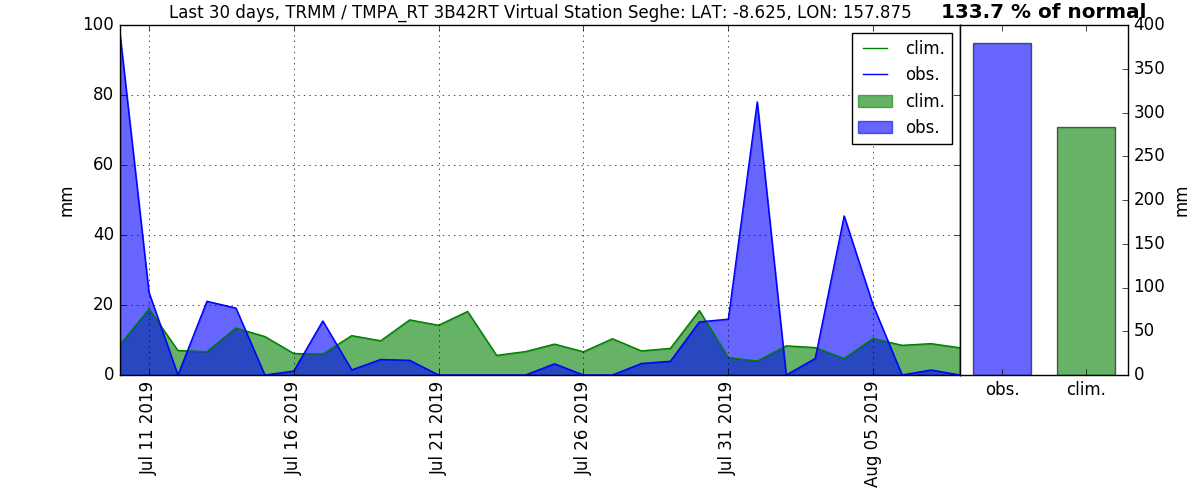 Last 30 days, TRMM / TMPA_RT 3B42RT Virtual Station Seghe: LAT: -8.625, LON: 157.875
133.7 % of normal
100
80
60
40
20
0
mm
clim.
obs.
clim.
obs.
Jul 11 2019
Jul 16 2019
Jul 21 2019
Jul 26 2019
Jul 31 2019
Aug 05 2019
400
350
300
250
200
150
100
50
0
mm
obs.
clim.